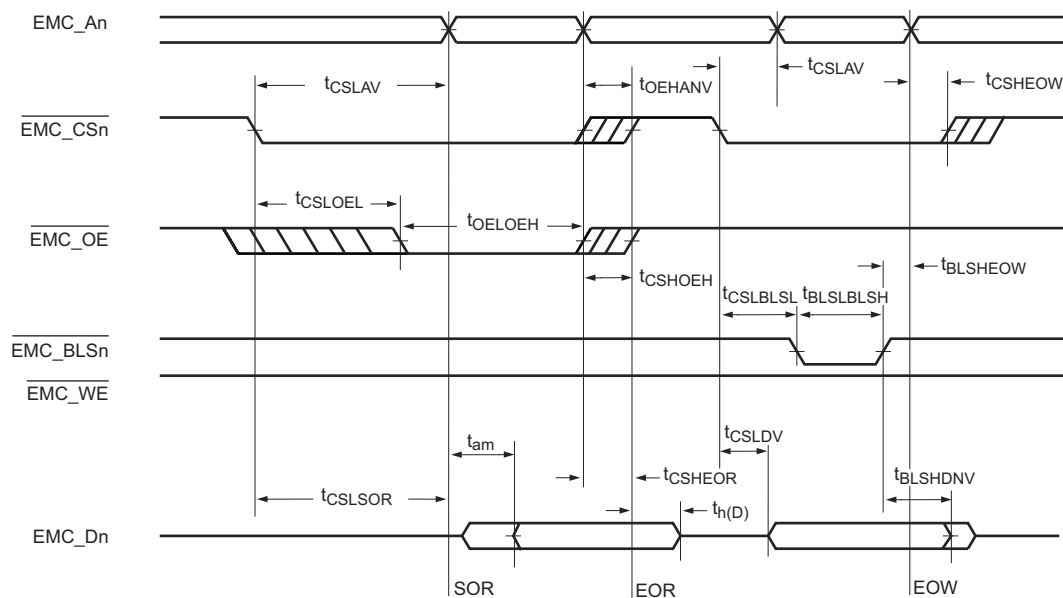 EMC_An
tCSLAV
tOEHANV
tCSLAV
tCSHEOW
EMC_CSn
tCSLOEL
tOELOEH
EMC_OE
tCSHOEH
tCSLBLSL
tBLSLBLSH
tBLSHEOW
EMC_BLSn
EMC_WE
tam
tCSLDV
tCSHEOR
tBLSHDNV
tCSLSOR
th(D)
EMC_Dn
SOR
EOR
EOW